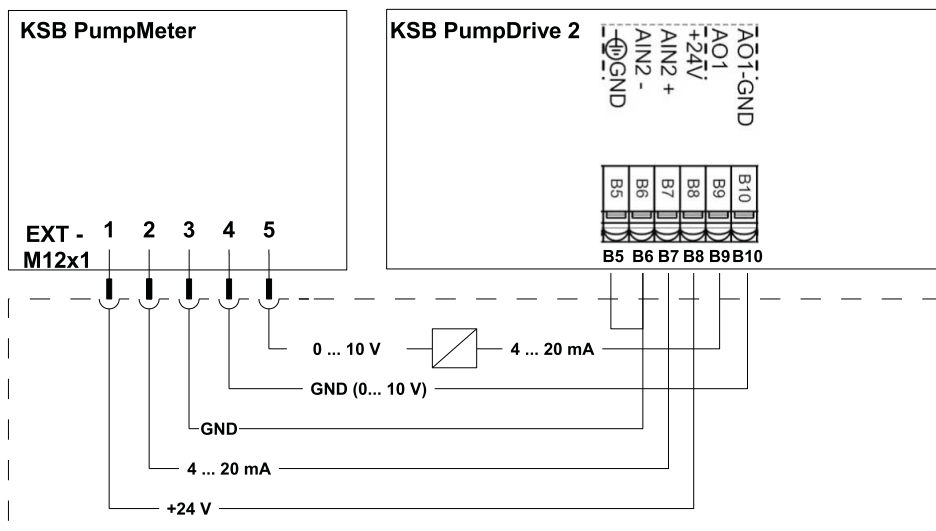 KSB PumpMeter
KSB PumpDrive 2
GND
AIN2 -
AIN2 +
+24V
AO1
AO1-GND
B5 B6 B7 B8 B9 B10
EXT - 1 2 3 4 5
M12x1
B5 B6 B7 B8 B9 B10
0 ... 10 V 4 ... 20 mA
GND (0... 10 V)
GND
4 ... 20 mA
+24 V